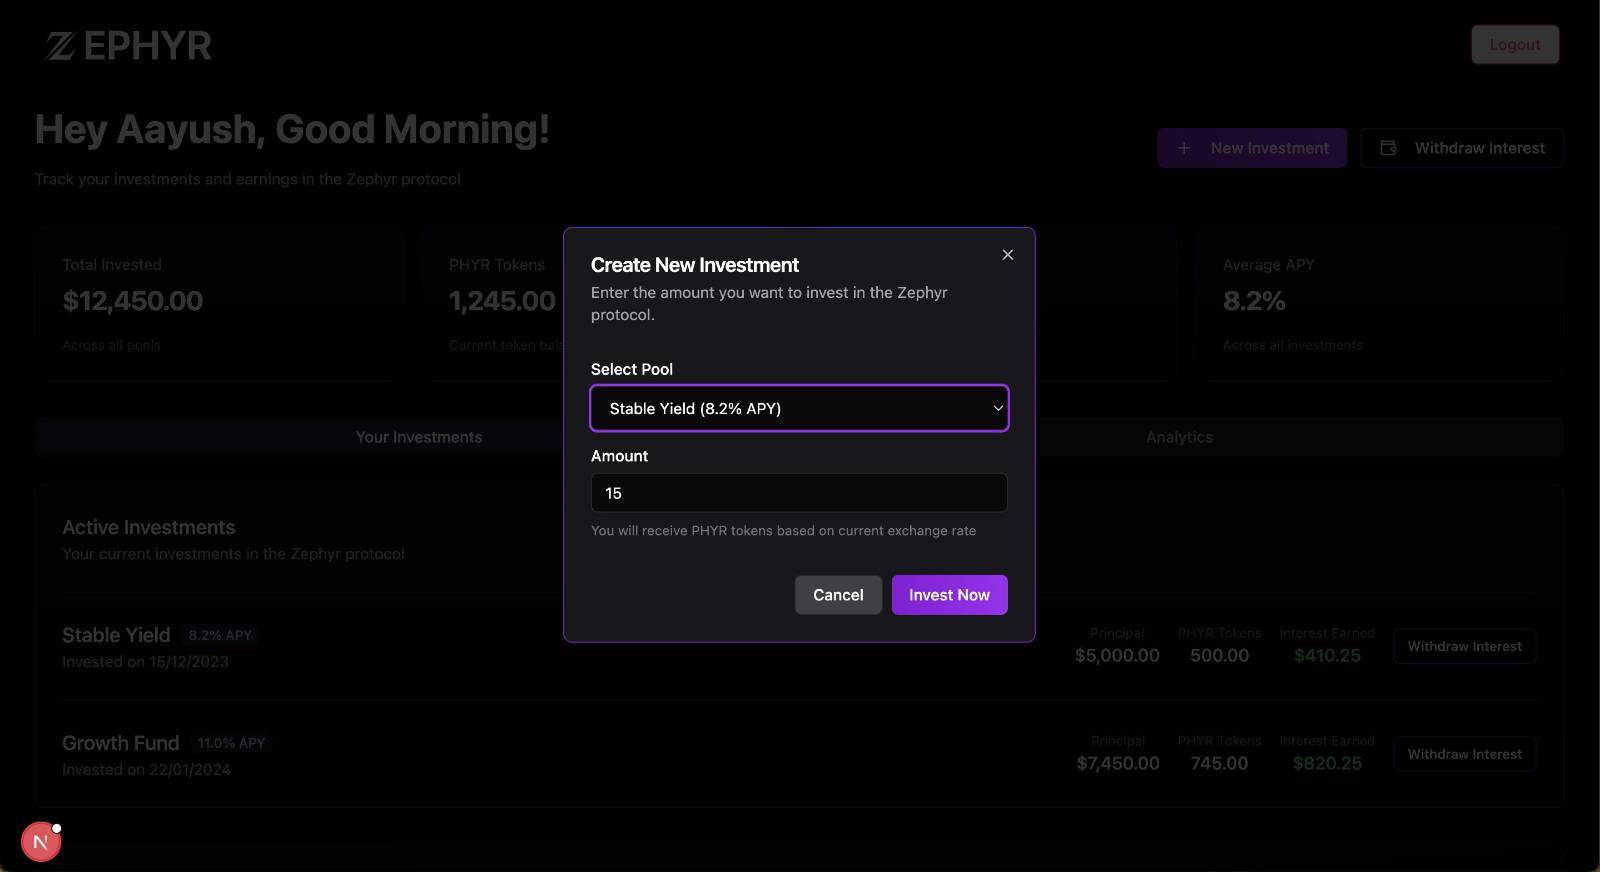 ZEPHYR
Logout
Hey Aayush, Good Morning!
Track your investments and earnings in the Zephyr protocol
New Investment
Withdraw Interest
Total Invested
$12,450.00
Across all pools
PHYR Tokens
1,245.00
Current token bala
Average APY
8.2%
Across all investments
Create New Investment
Enter the amount you want to invest in the Zephyr
protocol.
Select Pool
Stable Yield (8.2% APY)
Amount
15
You will receive PHYR tokens based on current exchange rate
Cancel
Invest Now
Your Investments
Analytics
Active Investments
Your current investments in the Zephyr protocol
Stable Yield 8.2% APY
Invested on 15/12/2023
Principal
$5,000.00
PHYR Tokens
500.00
Interest Earned
$410.25
Withdraw Interest
Growth Fund 11.0% APY
Invested on 22/01/2024
Principal
$7,450.00
PHYR Tokens
745.00
Interest Earned
$820.25
Withdraw Interest
N